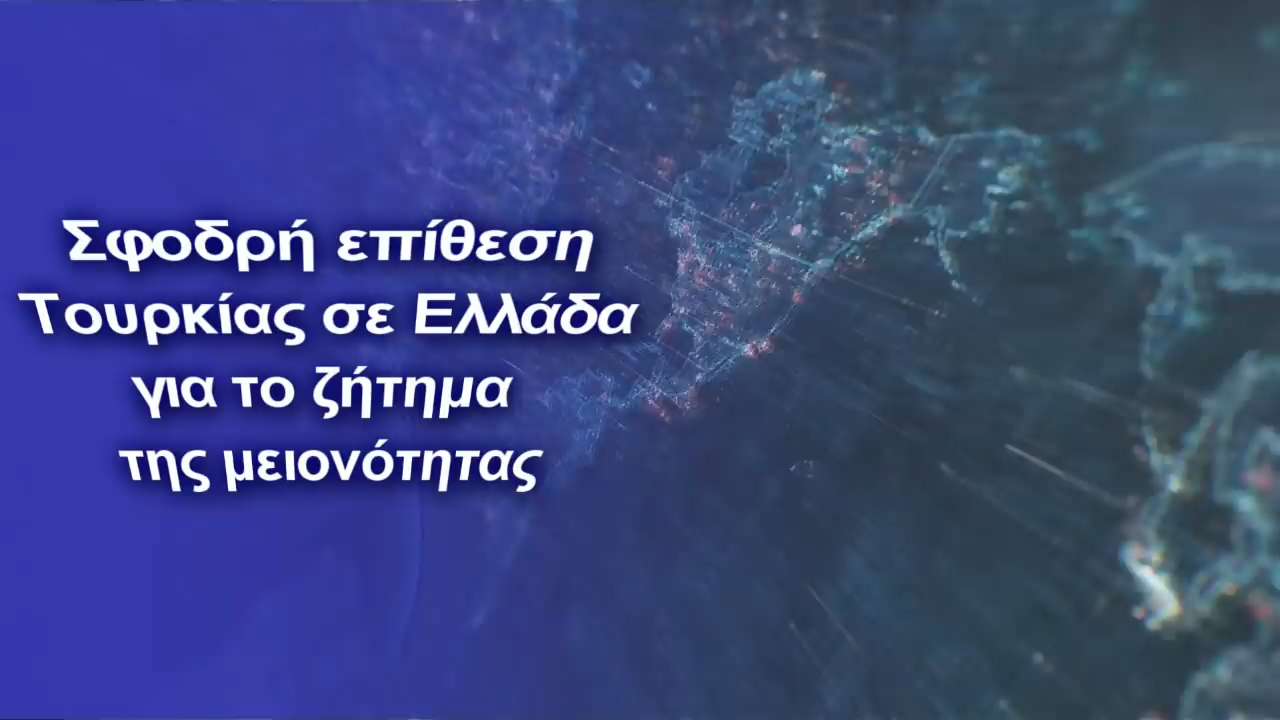 Σφοδρή επίθεση
Τουρκίας σε Ελλάδα
για το ζήτημα
της μειονότητας